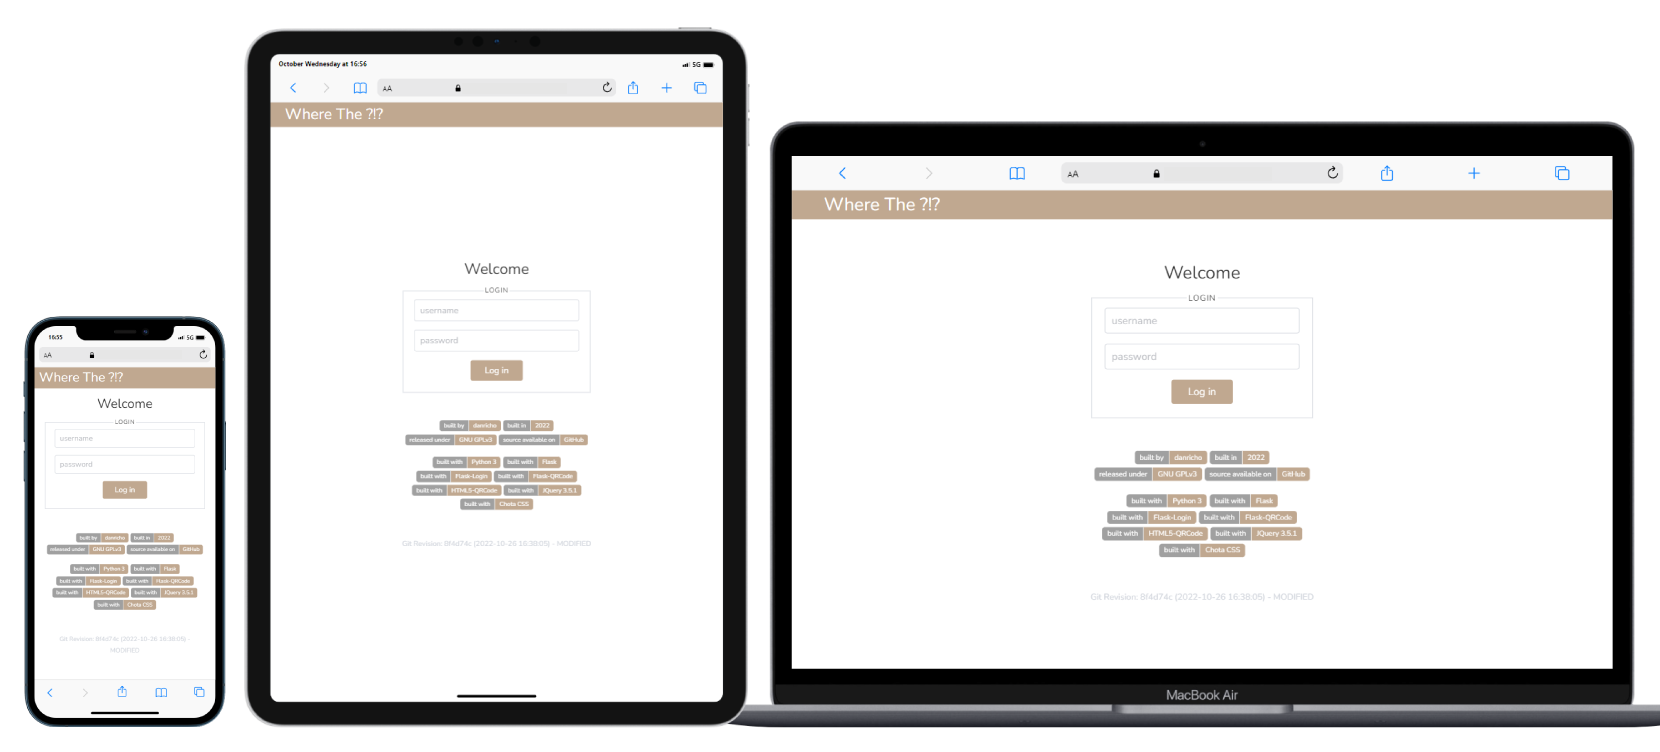 16:55
5G
AA
Where The ?!?
Welcome
LOGIN
username
password
Log in
built by danricho built in 2022
released under GNU GPLv3 source available on GitHub
built with Python 3 built with Flask
built with Flask-Login built with Flask-QRCode
built with HTML5-QRCode built with JQuery 3.5.1
built with Chota CSS
Git Revision: 8f4d74c (2022-10-26 16:38:05) -
MODIFIED
October Wednesday at 16:56
5G
AA
Where The ?!?
Welcome
LOGIN
username
password
Log in
built by danricho built in 2022
released under GNU GPLv3 source available on GitHub
built with Python 3 built with Flask
built with Flask-Login built with Flask-QRCode
built with HTML5-QRCode built with JQuery 3.5.1
built with Chota CSS
Git Revision: 8f4d74c (2022-10-26 16:38:05) - MODIFIED
AA
Where The ?!?
Welcome
LOGIN
username
password
Log in
built by danricho built in 2022
released under GNU GPLv3 source available on GitHub
built with Python 3 built with Flask
built with Flask-Login built with Flask-QRCode
built with HTML5-QRCode built with JQuery 3.5.1
built with Chota CSS
Git Revision: 8f4d74c (2022-10-26 16:38:05) - MODIFIED
MacBook Air